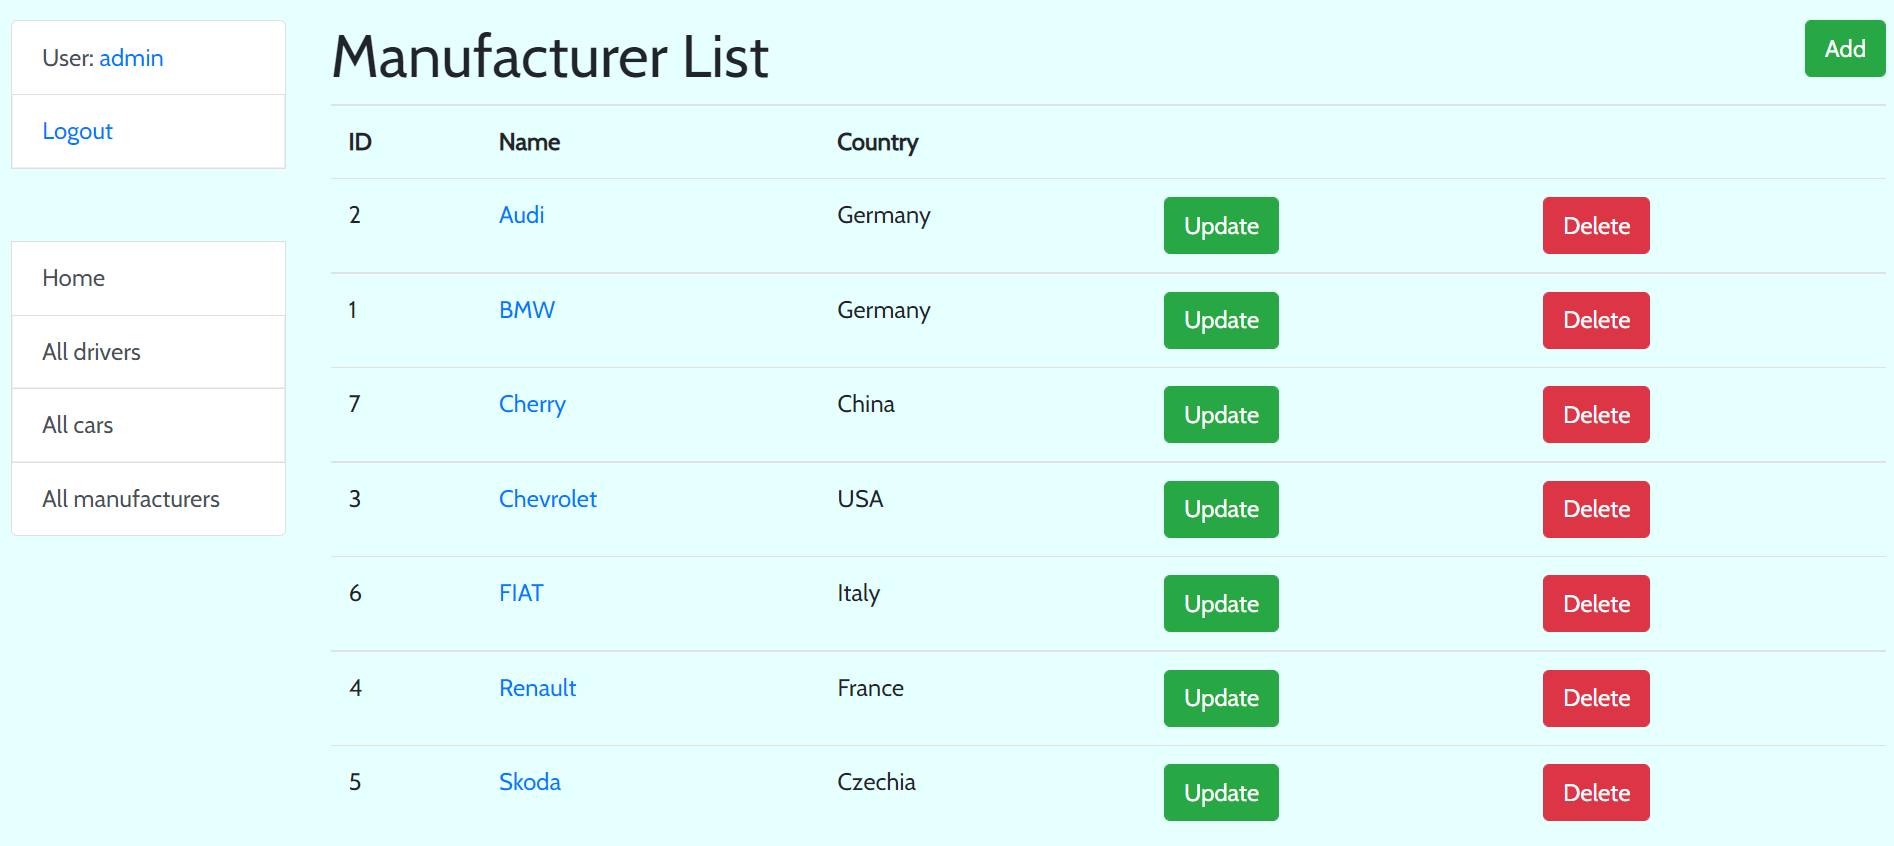 User: admin
Logout
Home
All drivers
All cars
All manufacturers
Manufacturer List
Add
ID Name Country
2 Audi Germany Update Delete
1 BMW Germany Update Delete
7 Cherry China Update Delete
3 Chevrolet USA Update Delete
6 FIAT Italy Update Delete
4 Renault France Update Delete
5 Skoda Czechia Update Delete